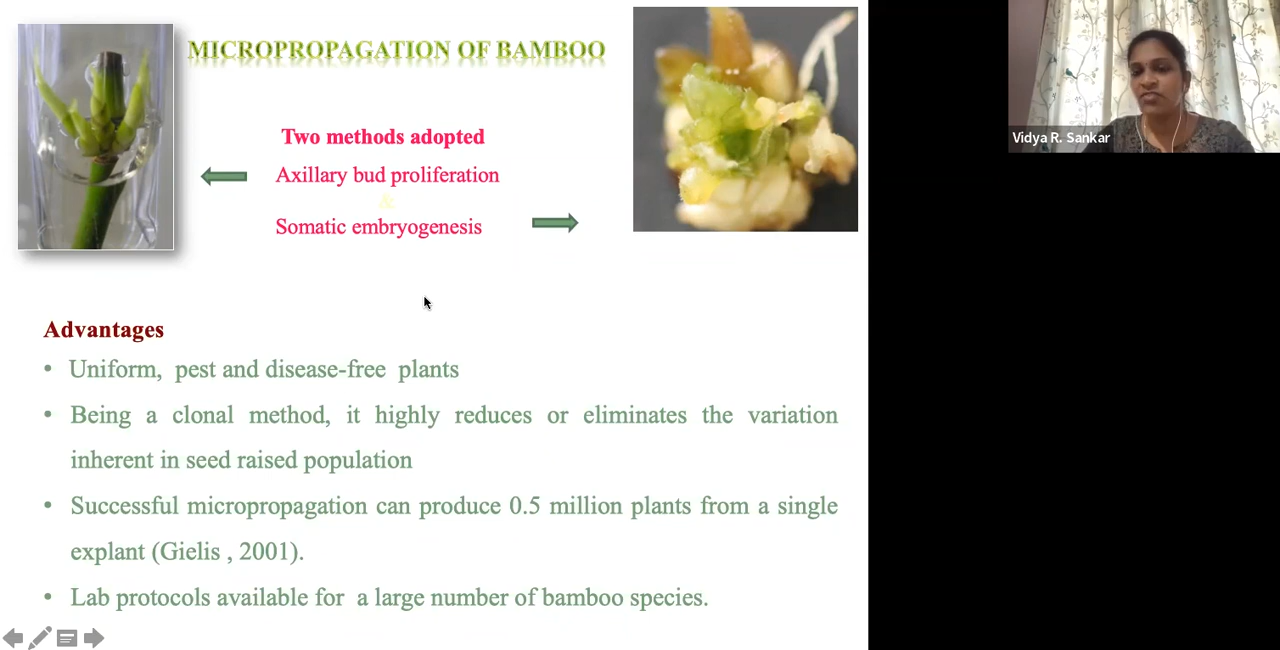 MICROPROPAGATION OF BAMBOO
Two methods adopted
Axillary bud proliferation
&
Somatic embryogenesis
Vidya R. Sankar
Advantages
• Uniform, pest and disease-free plants
• Being a clonal method, it highly reduces or eliminates the variation
inherent in seed raised population
• Successful micropropagation can produce 0.5 million plants from a single
explant (Gielis , 2001).
• Lab protocols available for a large number of bamboo species.